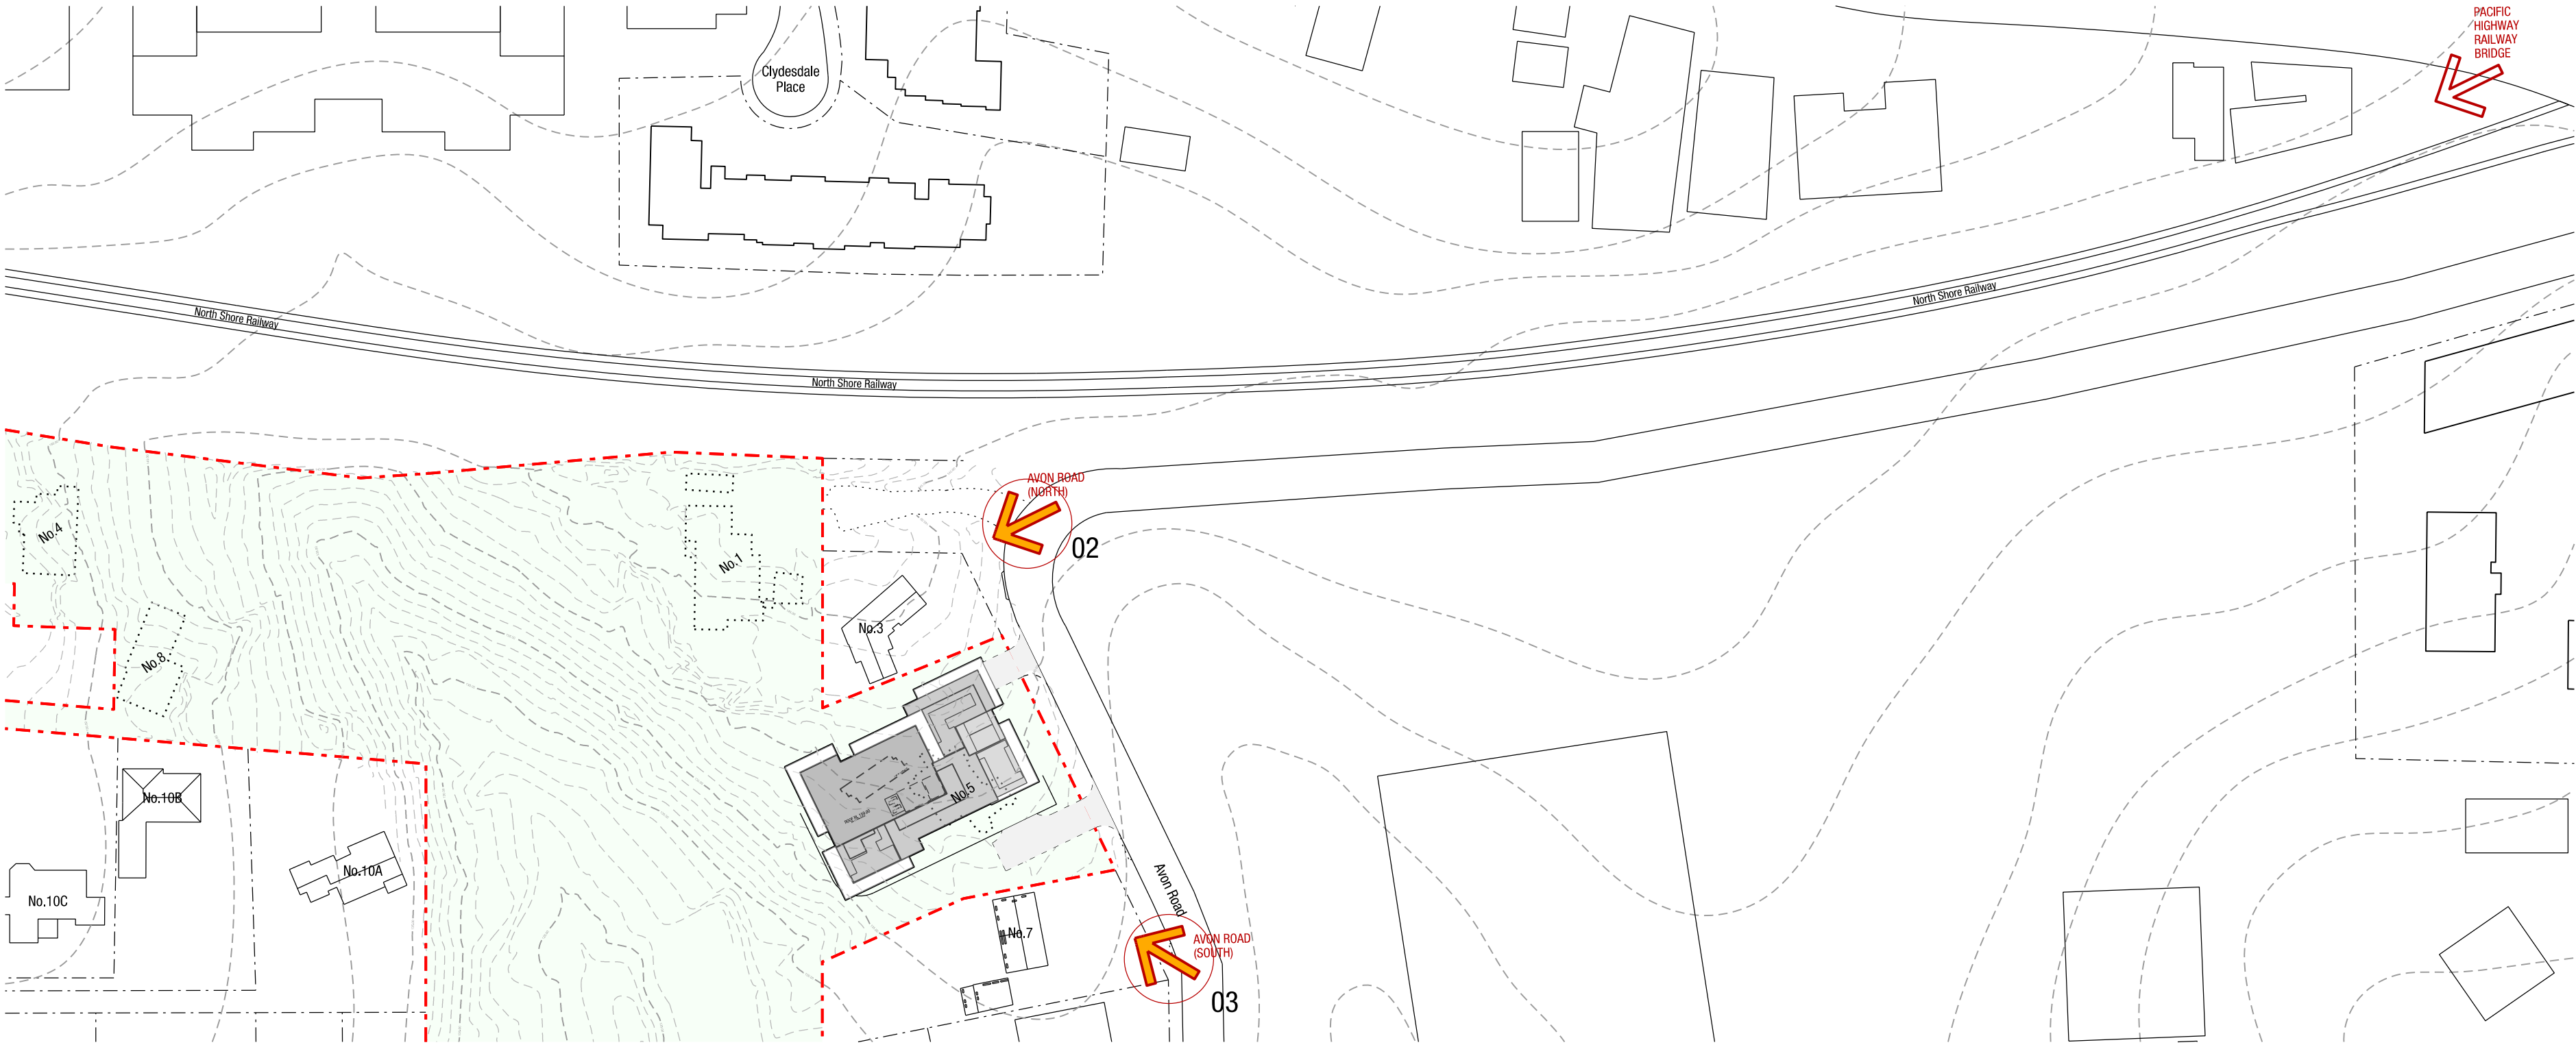 PACIFIC
HIGHWAY
RAILWAY
BRIDGE
Clydesdale
Place
North Shore Railway
North Shore Railway
North Shore Railway
AVON ROAD
(NORTH)
02
No.4
No.1
No.3
No.8
No.5
No.10B
No.10A
No.10C
No.7
Avon Road
AVON ROAD
(SOUTH)
03